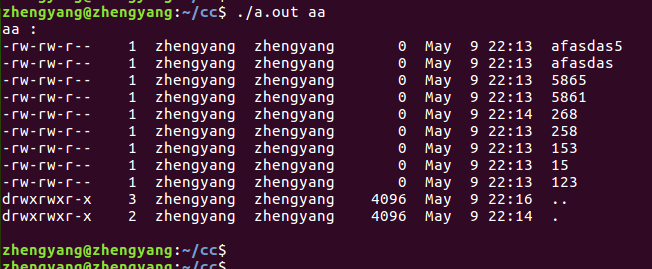 zhengyang@zhengyang:~/cc$ ./a.out aa
aa :
-rw-rw-r-- 1 zhengyang zhengyang 0 May 9 22:13 afasdas5
-rw-rw-r-- 1 zhengyang zhengyang 0 May 9 22:13 afasdas
-rw-rw-r-- 1 zhengyang zhengyang 0 May 9 22:13 5865
-rw-rw-r-- 1 zhengyang zhengyang 0 May 9 22:13 5861
-rw-rw-r-- 1 zhengyang zhengyang 0 May 9 22:14 268
-rw-rw-r-- 1 zhengyang zhengyang 0 May 9 22:13 258
-rw-rw-r-- 1 zhengyang zhengyang 0 May 9 22:13 153
-rw-rw-r-- 1 zhengyang zhengyang 0 May 9 22:13 15
-rw-rw-r-- 1 zhengyang zhengyang 0 May 9 22:13 123
drwxrwxr-x 3 zhengyang zhengyang 4096 May 9 22:16 ..
drwxrwxr-x 2 zhengyang zhengyang 4096 May 9 22:14 .
zhengyang@zhengyang:~/cc$
zhengyang@zhengyang:~/cc$